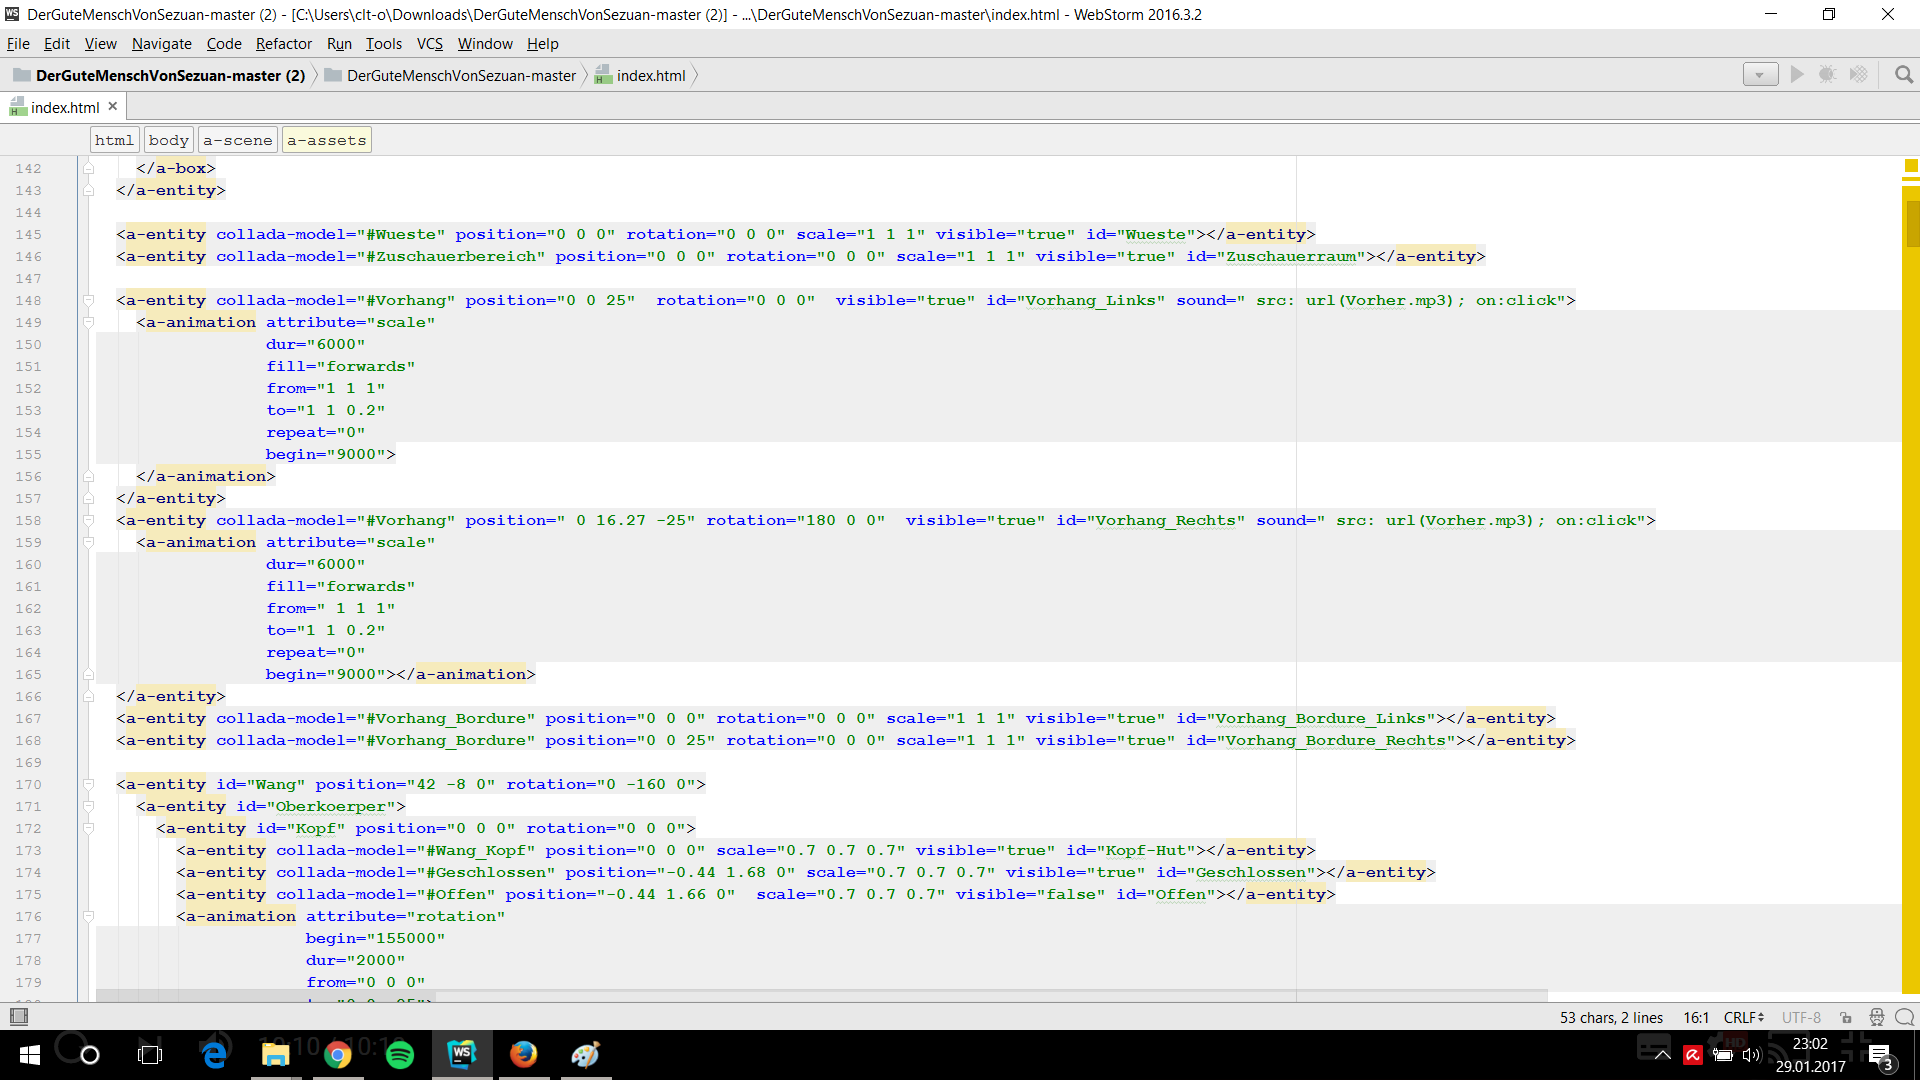 DerGuteMenschVonSezuan-master (2) - [C:\Users\clt-o\Downloads\DerGuteMenschVonSezuan-master (2)] - ...\DerGuteMenschVonSezuan-master\index.html - WebStorm 2016.3.2
File Edit View Navigate Code Refactor Run Tools VCS Window Help
DerGuteMenschVonSezuan-master (2) DerGuteMenschVonSezuan-master index.html
index.html
html body a-scene a-assets
142 </a-box>
143 </a-entity>
144
145 <a-entity collada-model="#Wueste" position="0 0 0" rotation="0 0 0" scale="1 1 1" visible="true" id="Wueste"></a-entity>
146 <a-entity collada-model="#Zuschauerbereich" position="0 0 0" rotation="0 0 0" scale="1 1 1" visible="true" id="Zuschauerraum"></a-entity>
147
148 <a-entity collada-model="#Vorhang" position="0 0 25"  rotation="0 0 0"  visible="true" id="Vorhang_Links" sound=" src: url(Vorher.mp3); on:click">
149 <a-animation attribute="scale"
150 dur="6000"
151 fill="forwards"
152 from="1 1 1"
153 to="1 1 0.2"
154 repeat="0"
155 begin="9000">
156 </a-animation>
157 </a-entity>
158 <a-entity collada-model="#Vorhang" position=" 0 16.27 -25" rotation="180 0 0"  visible="true" id="Vorhang_Rechts" sound=" src: url(Vorher.mp3); on:click">
159 <a-animation attribute="scale"
160 dur="6000"
161 fill="forwards"
162 from=" 1 1 1"
163 to="1 1 0.2"
164 repeat="0"
165 begin="9000"></a-animation>
166 </a-entity>
167 <a-entity collada-model="#Vorhang_Bordure" position="0 0 0" rotation="0 0 0" scale="1 1 1" visible="true" id="Vorhang_Bordure_Links"></a-entity>
168 <a-entity collada-model="#Vorhang_Bordure" position="0 0 25" rotation="0 0 0" scale="1 1 1" visible="true" id="Vorhang_Bordure_Rechts"></a-entity>
169
170 <a-entity id="Wang" position="42 -8 0" rotation="0 -160 0">
171 <a-entity id="Oberkoerper">
172 <a-entity id="Kopf" position="0 0 0" rotation="0 0 0">
173 <a-entity collada-model="#Wang_Kopf" position="0 0 0" scale="0.7 0.7 0.7" visible="true" id="Kopf-Hut"></a-entity>
174 <a-entity collada-model="#Geschlossen" position="-0.44 1.68 0" scale="0.7 0.7 0.7" visible="true" id="Geschlossen"></a-entity>
175 <a-entity collada-model="#Offen" position="-0.44 1.66 0"  scale="0.7 0.7 0.7" visible="false" id="Offen"></a-entity>
176 <a-animation attribute="rotation"
177 begin="155000"
178 dur="2000"
179 from="0 0 0"
53 chars, 2 lines 16:1 CRLF UTF-8
WS
23:02
29.01.2017
3